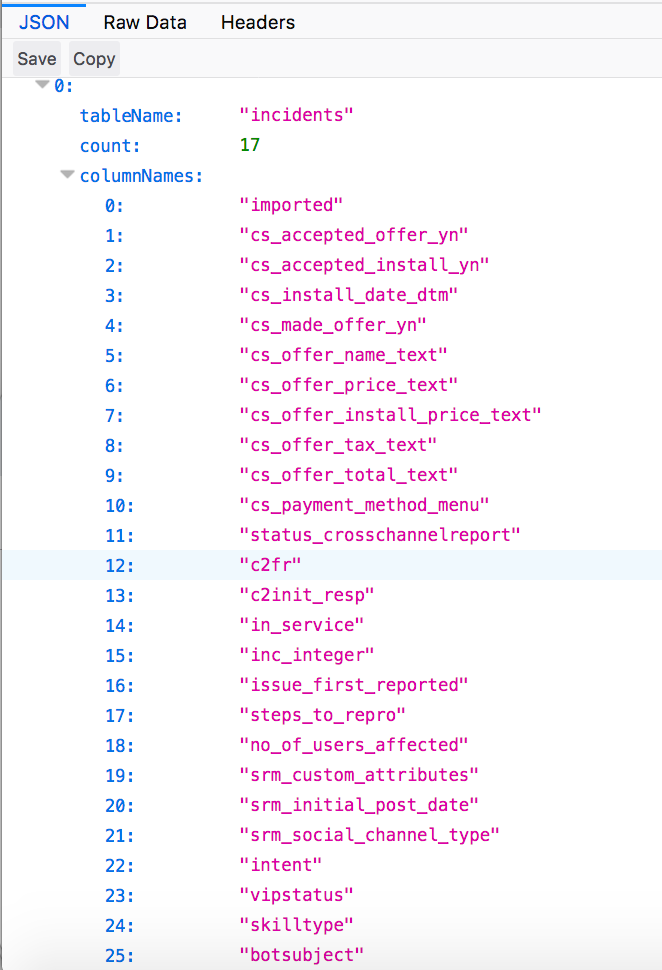 JSON Raw Data Headers
Save Copy
0:
tableName: "incidents"
count: 17
columnNames:
0: "imported"
1: "cs_accepted_offer_yn"
2: "cs_accepted_install_yn"
3: "cs_install_date_dtm"
4: "cs_made_offer_yn"
5: "cs_offer_name_text"
6: "cs_offer_price_text"
7: "cs_offer_install_price_text"
8: "cs_offer_tax_text"
9: "cs_offer_total_text"
10: "cs_payment_method_menu"
11: "status_crosschannelreport"
12: "c2fr"
13: "c2init_resp"
14: "in_service"
15: "inc_integer"
16: "issue_first_reported"
17: "steps_to_repro"
18: "no_of_users_affected"
19: "srm_custom_attributes"
20: "srm_initial_post_date"
21: "srm_social_channel_type"
22: "intent"
23: "vipstatus"
24: "skilltype"
25: "botsubject"